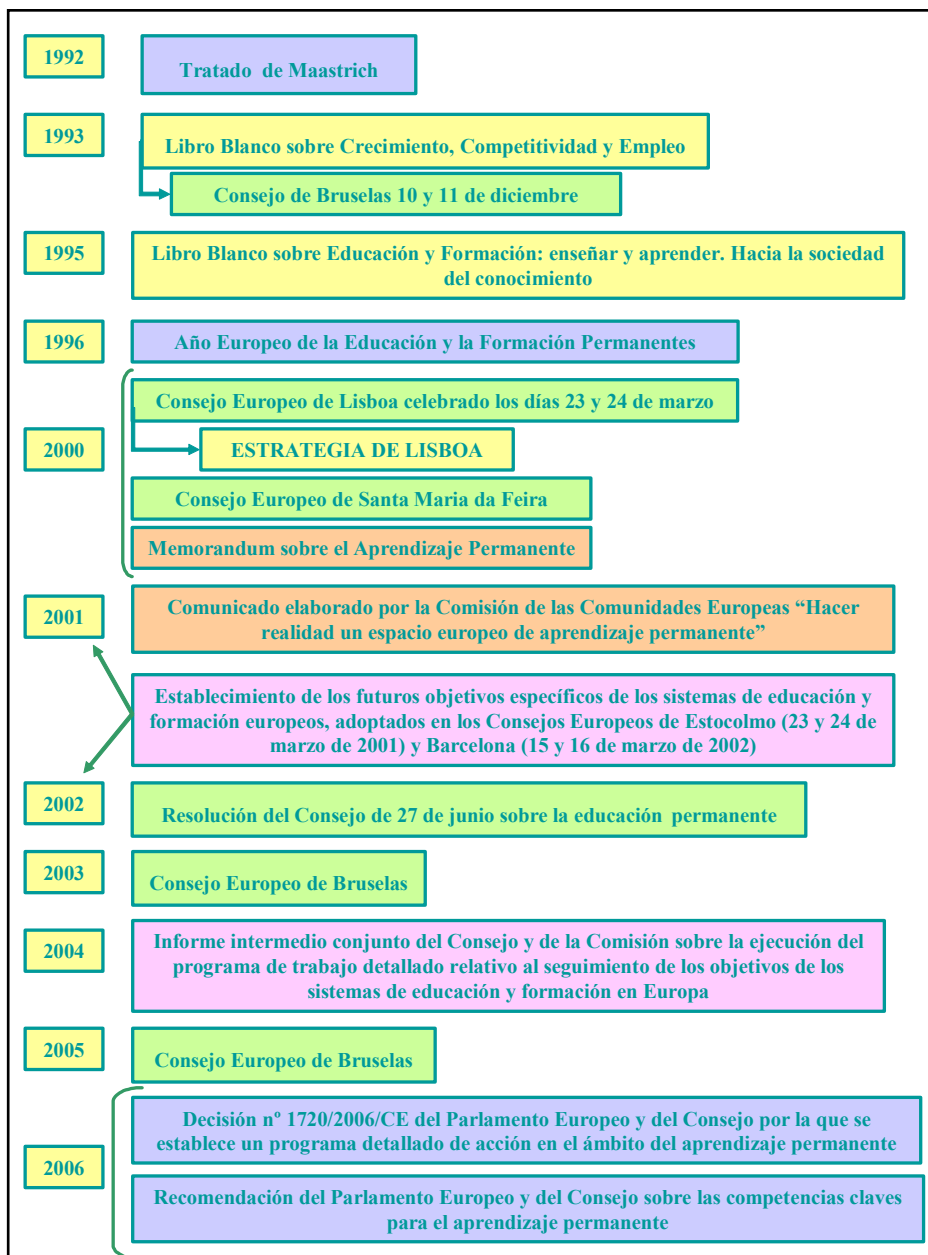 1992
Tratado de Maastrich
1993
Libro Blanco sobre Crecimiento, Competitividad y Empleo
Consejo de Bruselas 10 y 11 de diciembre
1995
Libro Blanco sobre Educación y Formación: enseñar y aprender. Hacia la sociedad
del conocimiento
1996
Año Europeo de la Educación y la Formación Permanentes
Consejo Europeo de Lisboa celebrado los días 23 y 24 de marzo
2000
ESTRATEGIA DE LISBOA
Consejo Europeo de Santa Maria da Feira
Memorandum sobre el Aprendizaje Permanente
2001
Comunicado elaborado por la Comisión de las Comunidades Europeas “Hacer
realidad un espacio europeo de aprendizaje permanente”
Establecimiento de los futuros objetivos específicos de los sistemas de educación y
formación europeos, adoptados en los Consejos Europeos de Estocolmo (23 y 24 de
marzo de 2001) y Barcelona (15 y 16 de marzo de 2002)
2002
Resolución del Consejo de 27 de junio sobre la educación permanente
2003
Consejo Europeo de Bruselas
2004
Informe intermedio conjunto del Consejo y de la Comisión sobre la ejecución del
programa de trabajo detallado relativo al seguimiento de los objetivos de los
sistemas de educación y formación en Europa
2005
Consejo Europeo de Bruselas
2006
Decisión nº 1720/2006/CE del Parlamento Europeo y del Consejo por la que se
establece un programa detallado de acción en el ámbito del aprendizaje permanente
Recomendación del Parlamento Europeo y del Consejo sobre las competencias claves
para el aprendizaje permanente